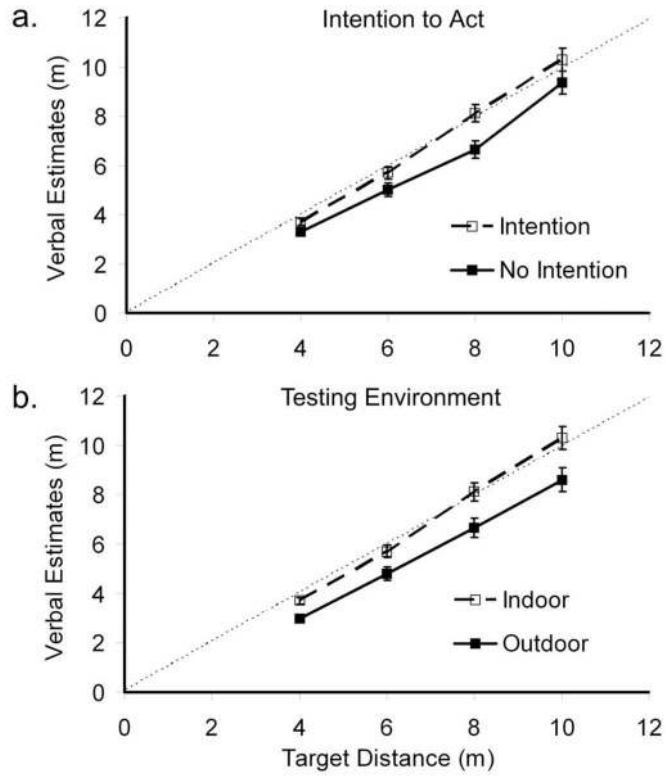 a.
Intention to Act
Verbal Estimates (m)
12
10
8
6
4
2
0
Intention
No Intention
0 2 4 6 8 10 12
b.
Testing Environment
Verbal Estimates (m)
12
10
8
6
4
2
0
Indoor
Outdoor
0 2 4 6 8 10 12
Target Distance (m)